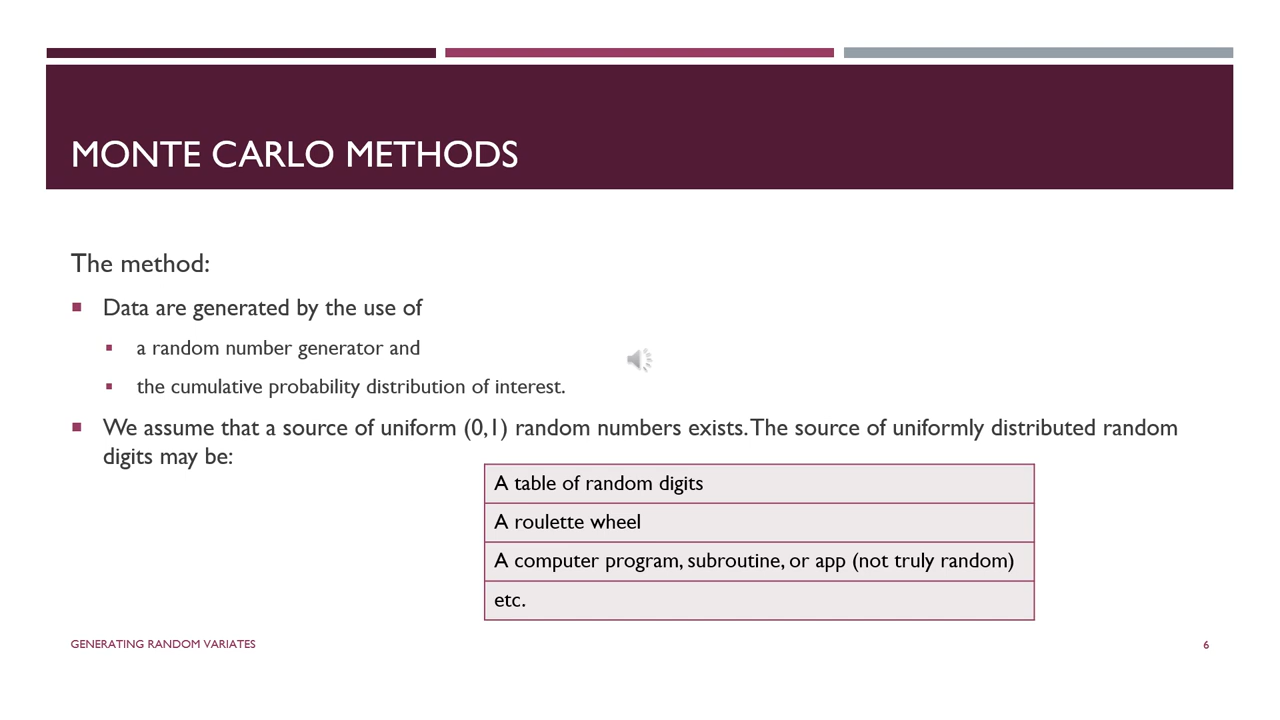 MONTE CARLO METHODS
The method:
Data are generated by the use of
a random number generator and
the cumulative probability distribution of interest.
We assume that a source of uniform (0,1) random numbers exists. The source of uniformly distributed random
digits may be:
A table of random digits
A roulette wheel
A computer program, subroutine, or app (not truly random)
etc.
GENERATING RANDOM VARIATES
6